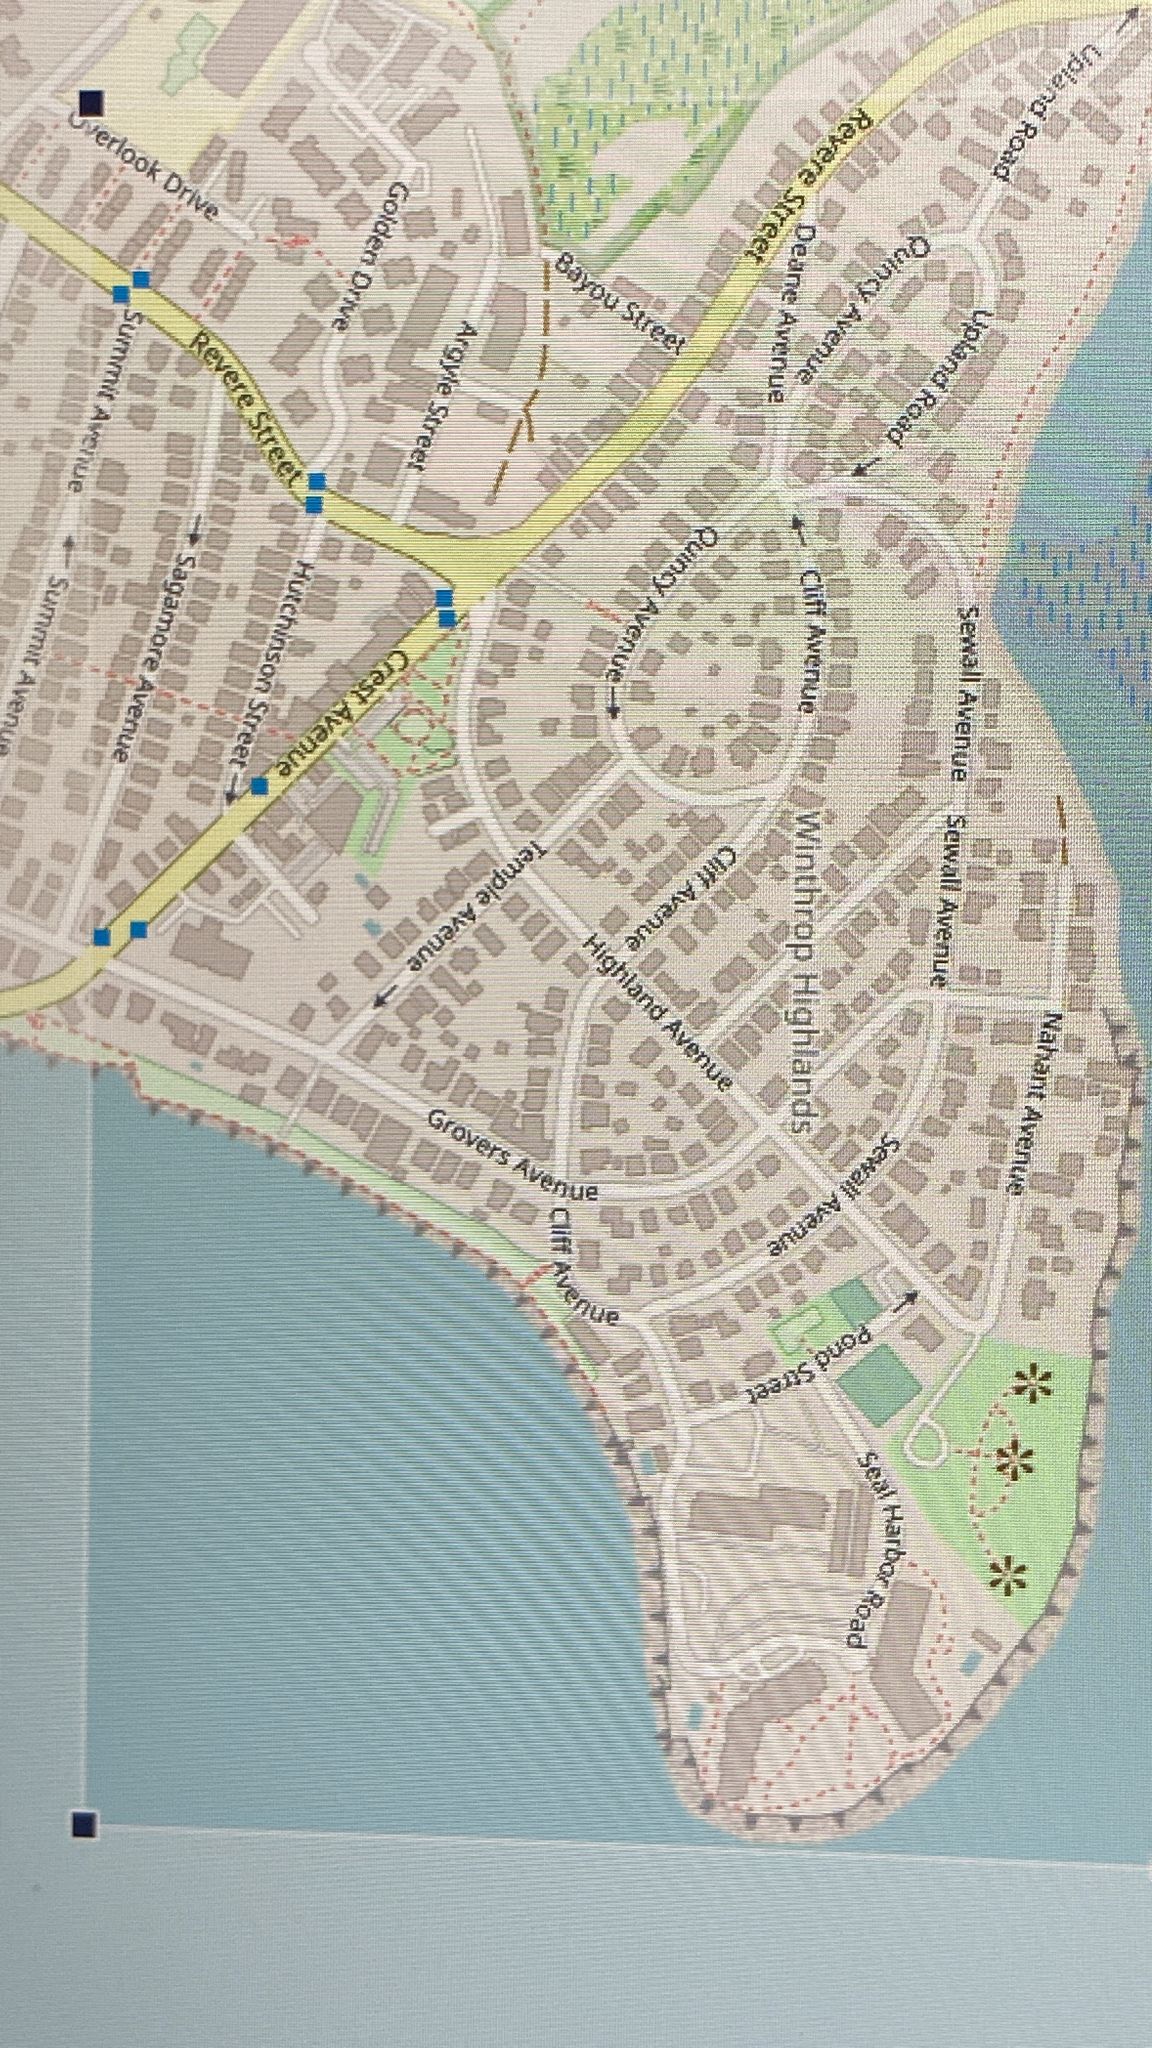 Upland Road
Revere Street
Quincy Avenue
Deane Avenue
Upland Road
Bayou Street
Overlook Drive
Golden Drive
Argyle Street
Summit Avenue
Revere Street
Quincy Avenue
Cliff Avenue
Sewall Avenue
Summit Avenue
Sagamore Avenue
Hutchinson Street
Crest Avenue
Sewall Avenue
Winthrop Highlands
Cliff Avenue
Temple Avenue
Highland Avenue
Nahant Avenue
Grovers Avenue
Sewall Avenue
Cliff Avenue
Pond Street
Seal Harbor Road